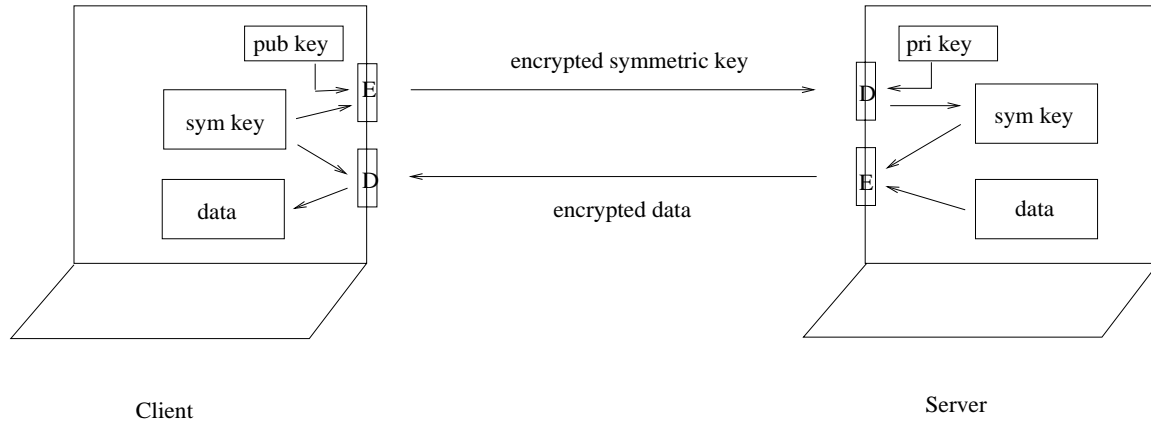 pub key
E
sym key
D
data
encrypted symmetric key
encrypted data
pri key
D
sym key
E
data
Client
Server